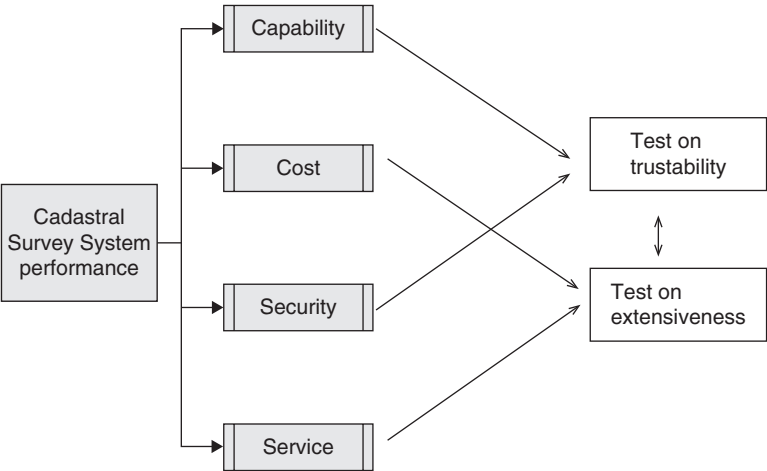 Capability
Cost
Cadastral
Survey System
performance
Security
Service
Test on
trustability
Test on
extensiveness